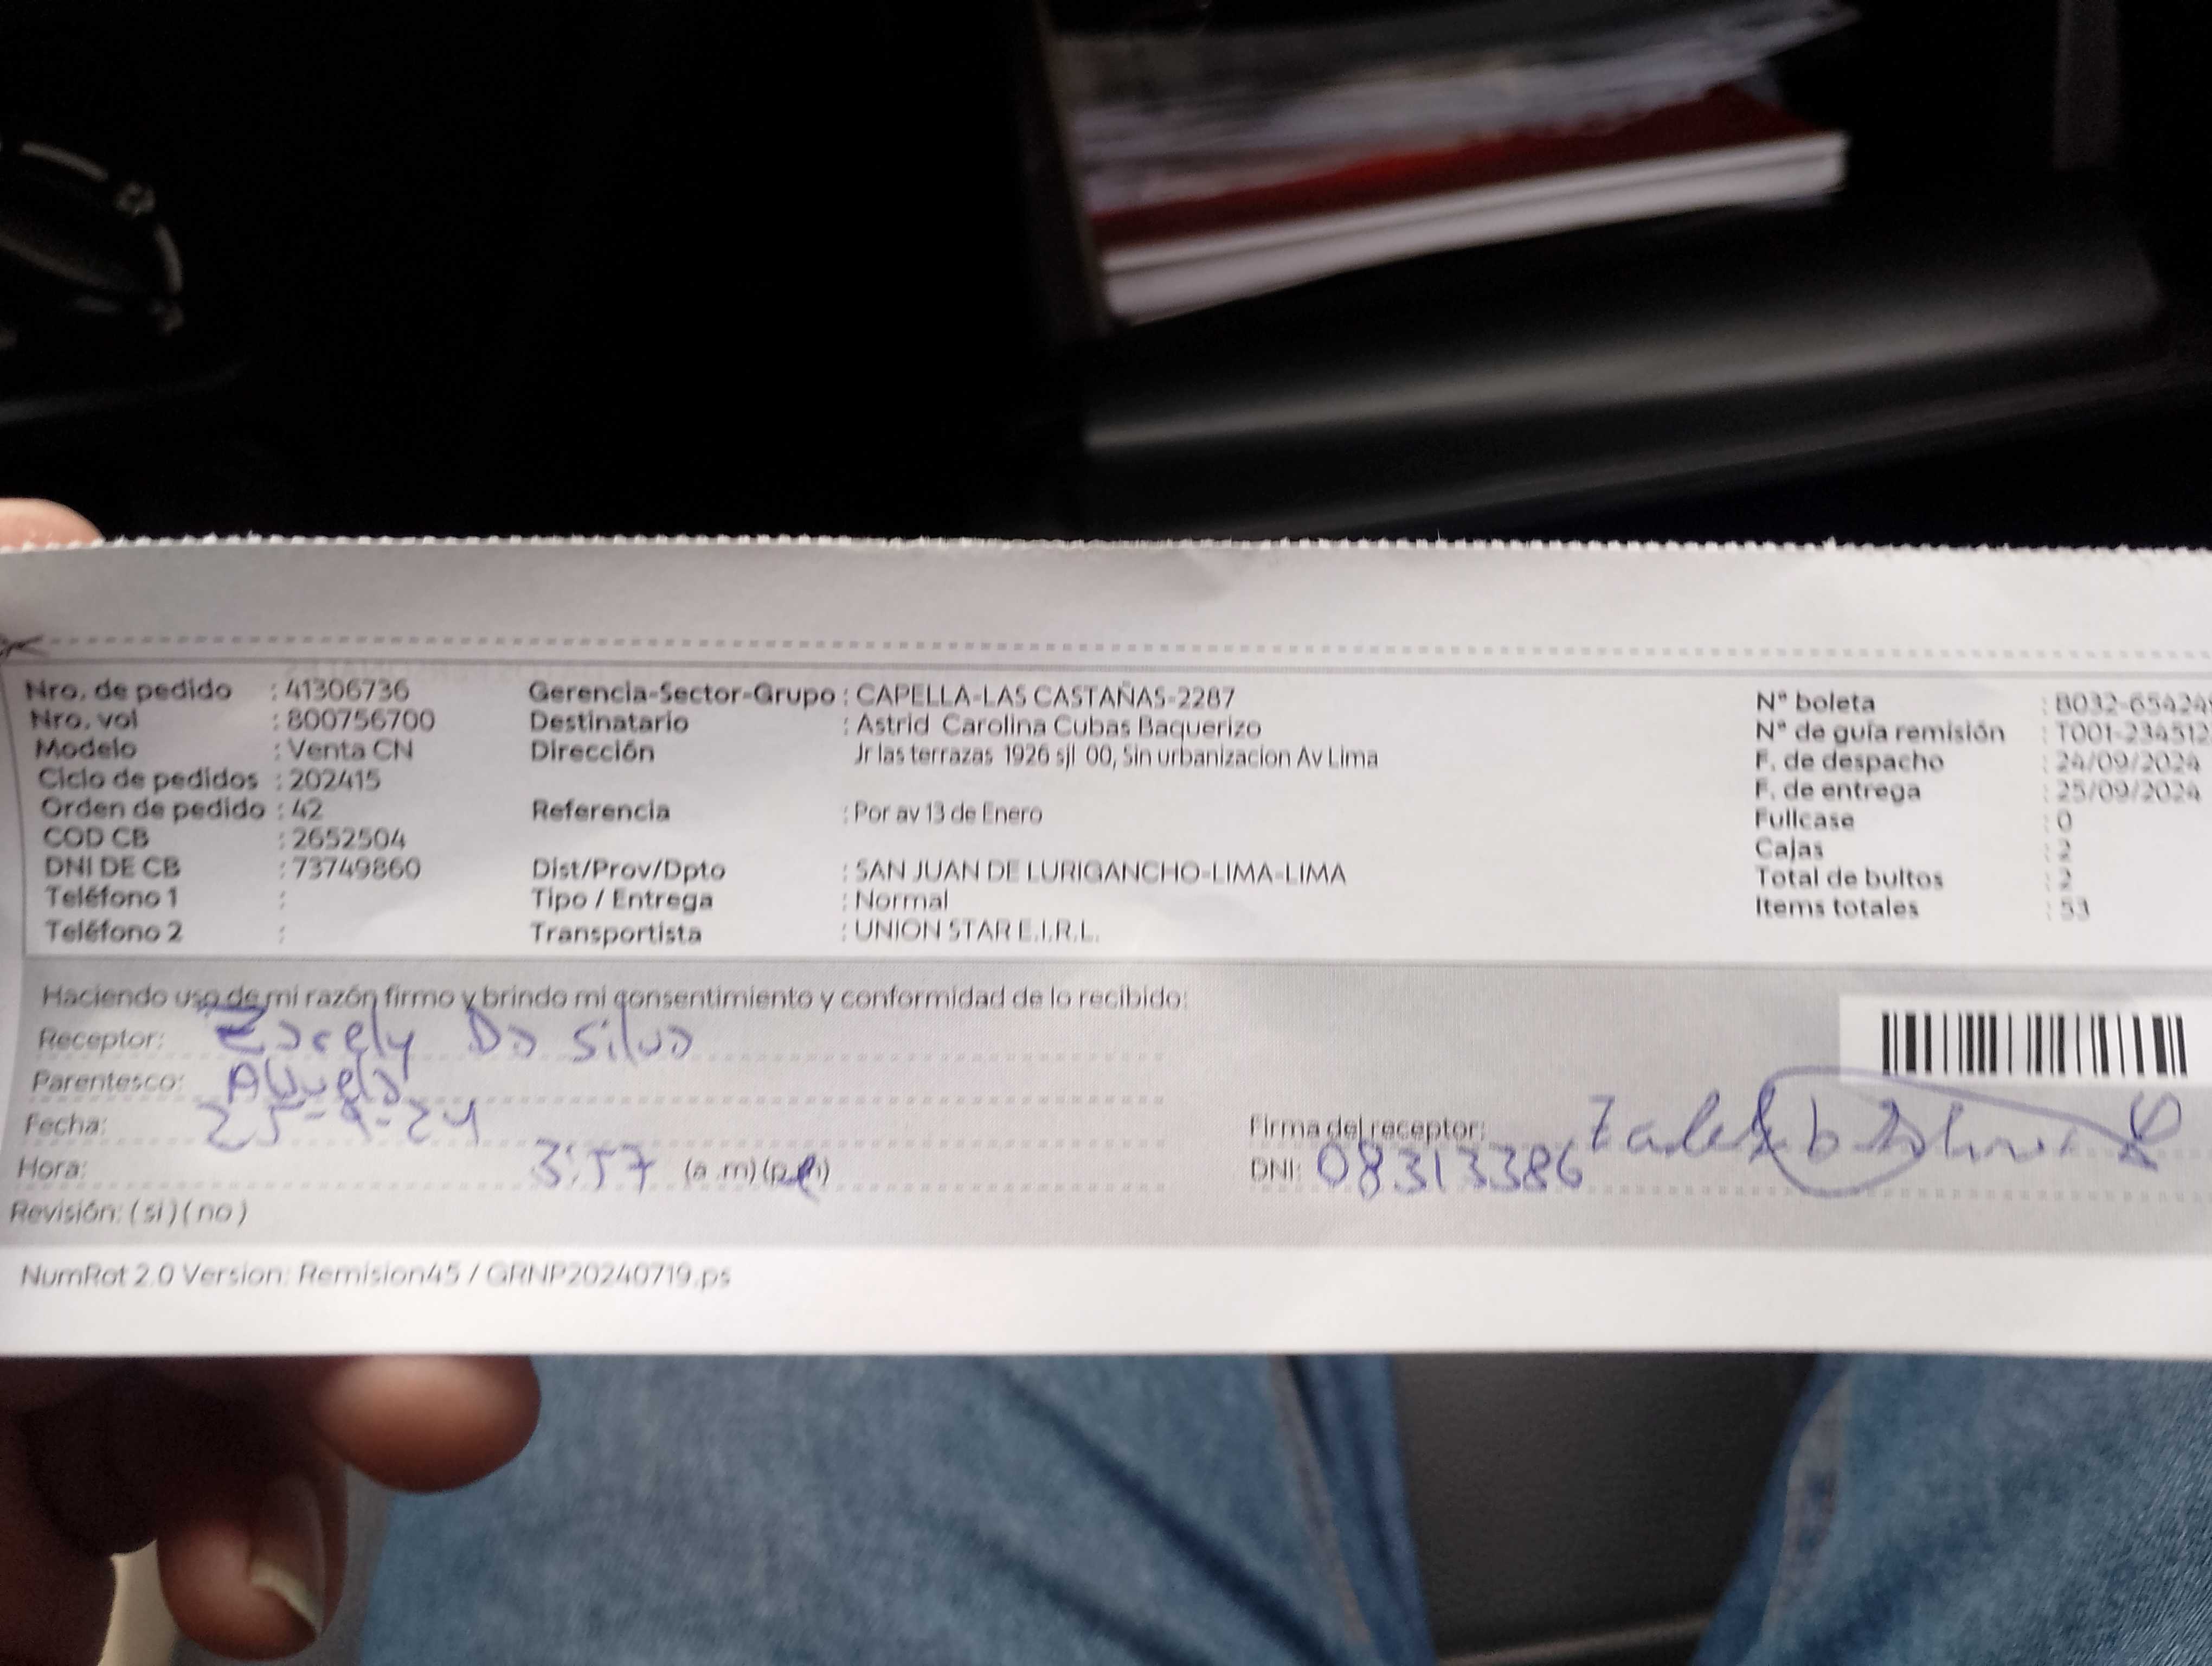 Nro. de pedido : 41306736 Gerencia-Sector-Grupo : CAPELLA-LAS CASTAÑAS-2287 N° boleta : B032-65424
Nro. vol : 800756700 Destinatario : Astrid Carolina Cubas Baquerizo N° de guía remisión : T001-234512
Modelo : Venta CN Dirección Jr las terrazas 1926 sjl 00, Sin urbanizacion Av Lima F. de despacho : 24/09/2024
Ciclo de pedidos : 202415 F. de entrega : 25/09/2024
Orden de pedido : 42 Referencia : Por av 13 de Enero Fullcase : 0
COD CB : 2652504 Cajas : 2
DNI DE CB : 73749860 Dist/Prov/Dpto : SAN JUAN DE LURIGANCHO-LIMA-LIMA Total de bultos : 2
Teléfono 1 : Tipo / Entrega : Normal Items totales : 53
Teléfono 2 : Transportista : UNION STAR E.I.R.L.
Haciendo uso de mi razón firmo y brindo mi consentimiento y conformidad de lo recibido:
Receptor: Da Silva
Parentesco: Abuela
Fecha: 25-9-24 Firma del receptor:
Hora: 3:57 (a .m) (p.m) DNI: 08313386
Revisión: ( si ) ( no )
NumRot 2.0 Version: Remision45 / GRNP20240719.ps